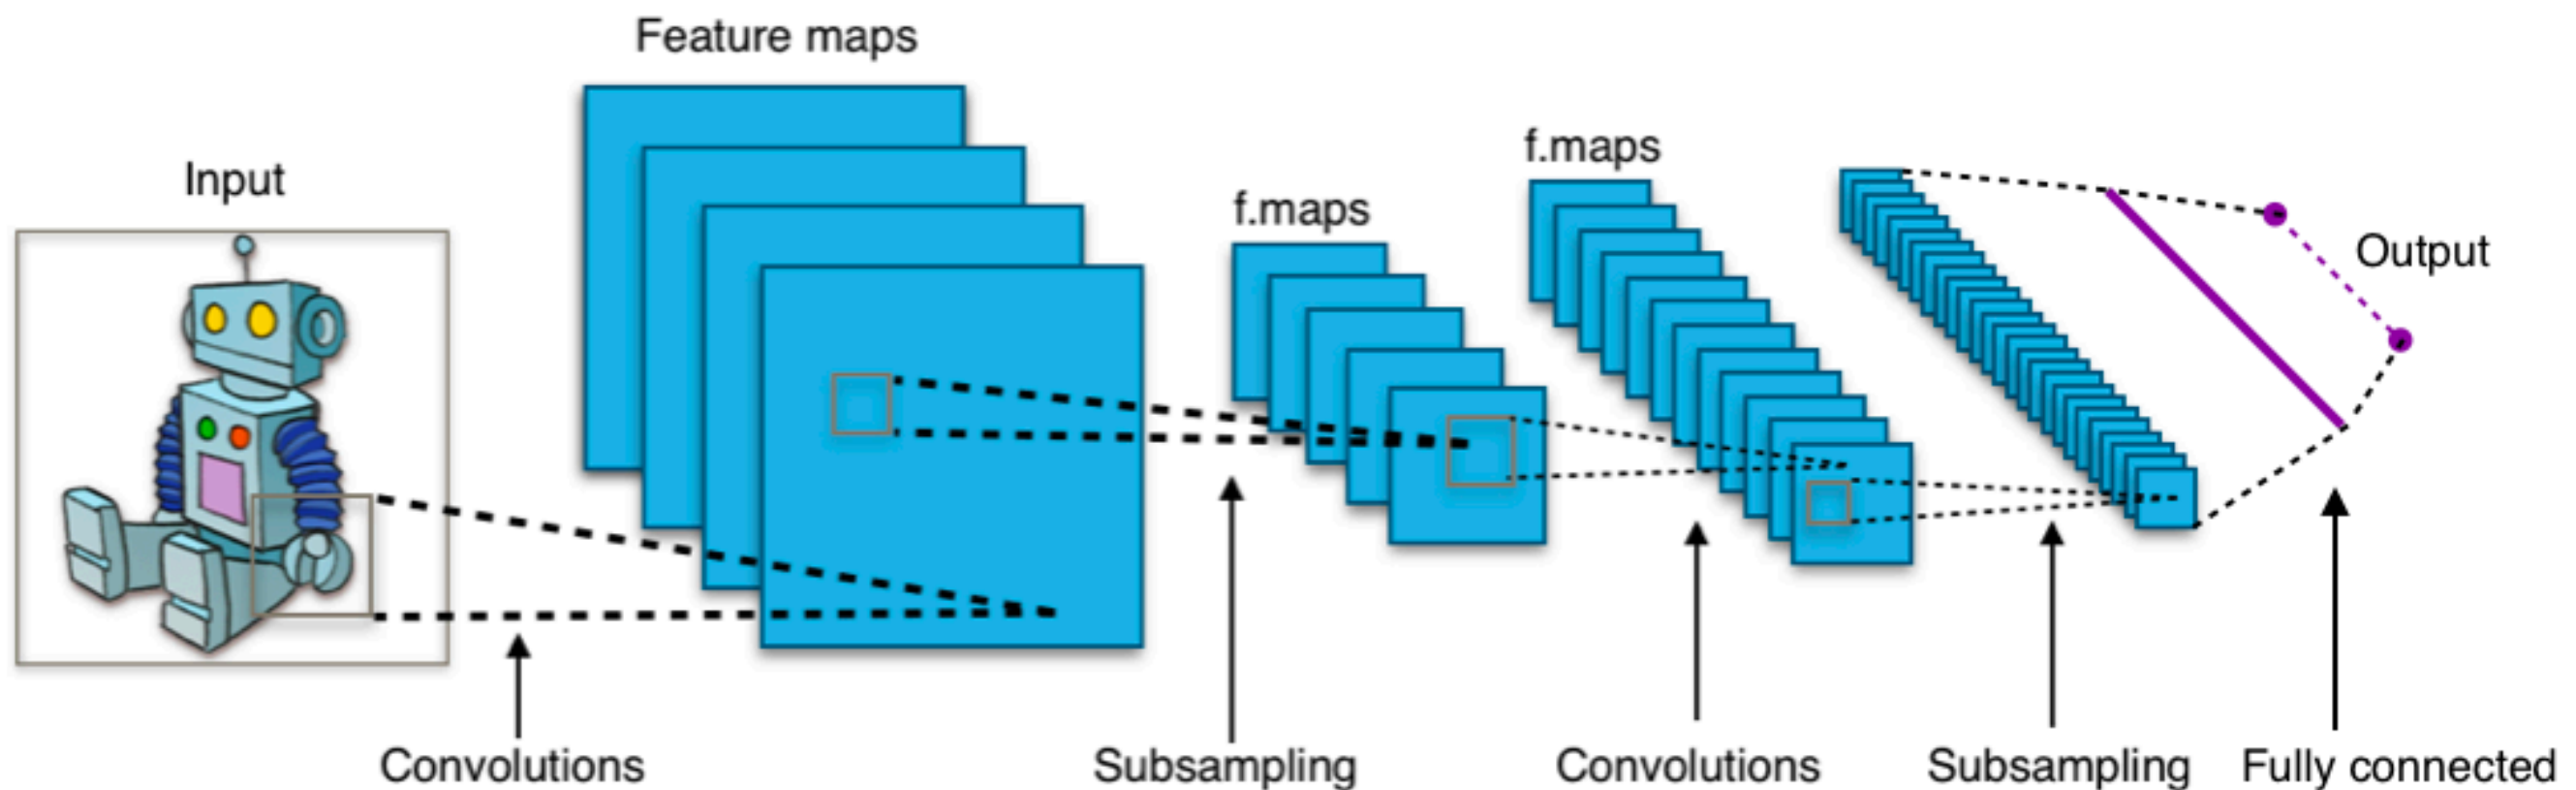 Feature maps
f.maps
Input
f.maps
Output
Convolutions
Subsampling
Convolutions
Subsampling
Fully connected